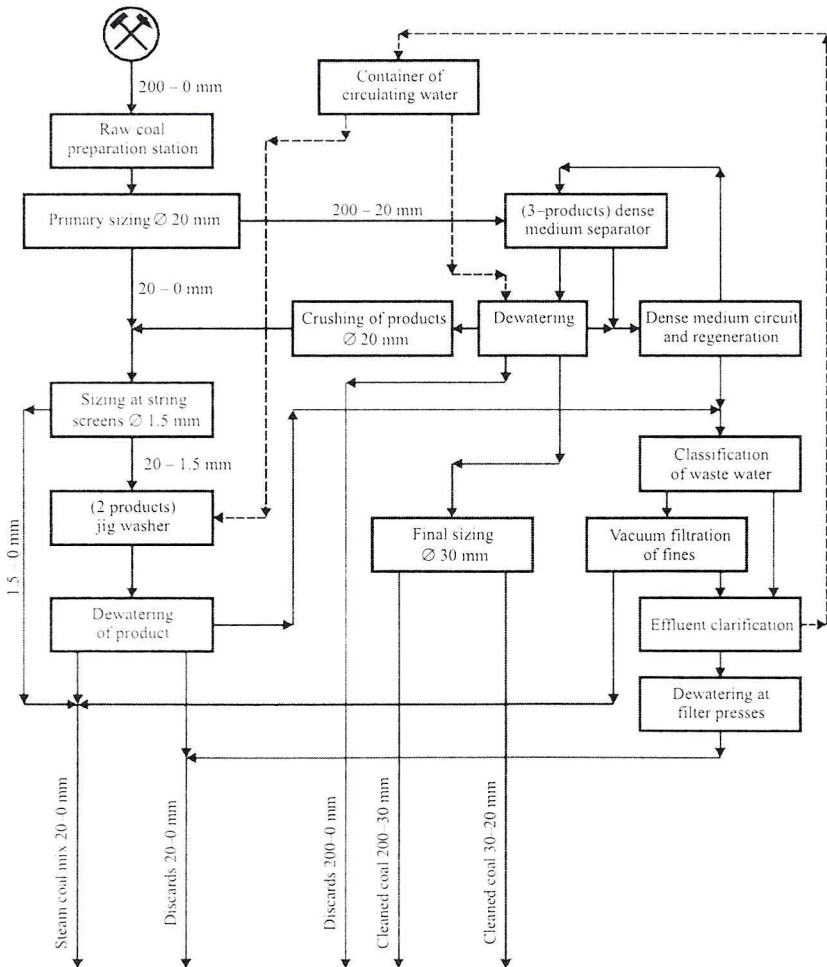 200 – 0 mm
Container of
circulating water
Raw coal
preparation station
Primary sizing Ø 20 mm
200 – 20 mm
(3–products) dense
medium separator
20 – 0 mm
Crushing of products
Ø 20 mm
Dewatering
Dense medium circuit
and regeneration
Sizing at string
screens Ø 1.5 mm
20 – 1.5 mm
Classification
of waste water
(2 products)
jig washer
Final sizing
Ø 30 mm
Vacuum filtration
of fines
1.5 – 0 mm
Dewatering
of product
Effluent clarification
Dewatering at
filter presses
Steam coal mix 20–0 mm
Discards 20–0 mm
Discards 200–0 mm
Cleaned coal 200–30 mm
Cleaned coal 30–20 mm